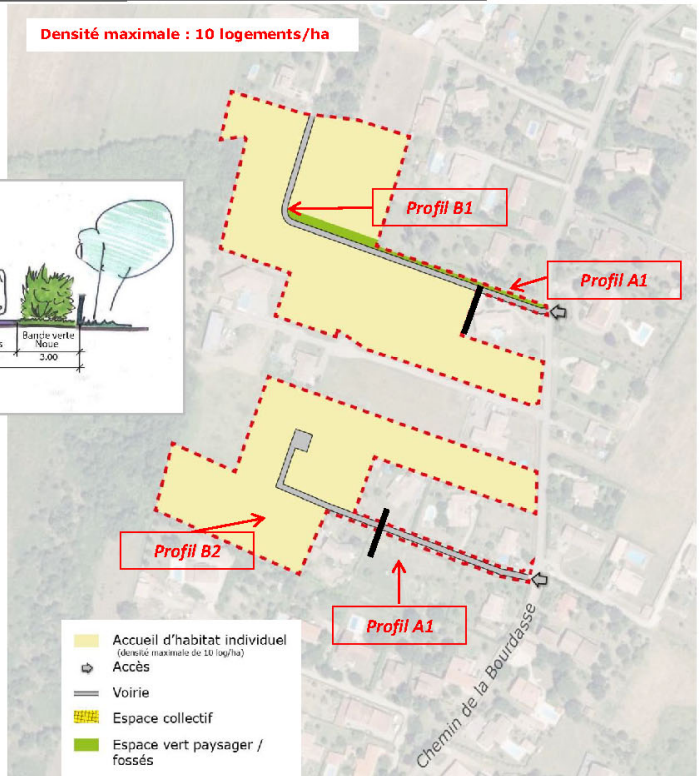 Densité maximale : 10 logements/ha
Profil B1
Profil A1
s
Bande verte
Noue
3.00
Profil B2
Profil A1
Chemin de la Bourdasse
Accueil d'habitat individuel
(densité maximale de 10 log/ha)
Accès
Voirie
Espace collectif
Espace vert paysager /
fossés